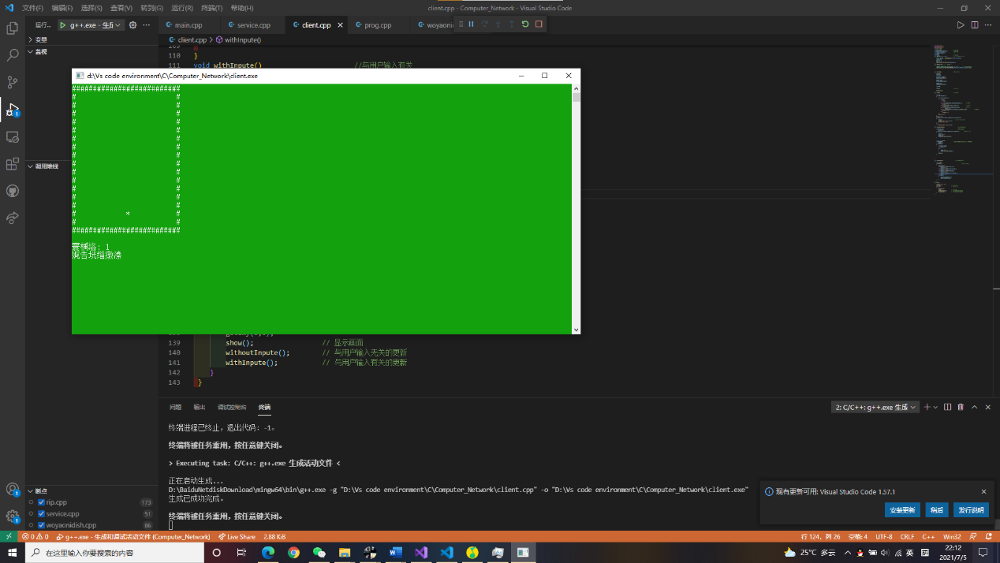 文件(F) 编辑(E) 选择(S) 查看(V) 转到(G) 运行(R) 终端(T) 帮助(H)
client.cpp - Computer_Network - Visual Studio Code
运行... g++.exe - 生成
main.cpp service.cpp client.cpp prog.cpp woyaoni
client.cpp > withInpute()
变量
监视
调用堆栈
109
110 }
111 void withInpute() //与用户输入有关
d:\Vs code environment\C\Computer_Network\client.exe
##########################
# #
# #
# #
# #
# #
# #
# #
# #
# #
# #
# #
# #
# #
# #
# * #
# #
##########################
139 show(); // 显示画面
140 withoutInpute(); // 与用户输入无关的更新
141 withInpute(); // 与用户输入有关的更新
142 }
143 }
问题 输出 调试控制台 终端
2: C/C++: g++.exe 生成
终端进程已终止，退出代码: -1。
终端将被任务重用，按任意键关闭。
> Executing task: C/C++: g++.exe 生成活动文件 <
正在启动生成...
D:\BaiduNetdiskDownload\mingw64\bin\g++.exe -g "D:\Vs code environment\C\Computer_Network\client.cpp" -o "D:\Vs code environment\C\Computer_Network\client.exe"
生成已成功完成。
终端将被任务重用，按任意键关闭。
断点
rip.cpp 173
service.cpp 51
woyaonidish.cpp 86
现有更新可用: Visual Studio Code 1.57.1
安装更新 稍后 发行说明
0 0 g++.exe - 生成和调试活动文件 (Computer_Network) Live Share 2.88 KiB
行 124，列 26 空格: 4 UTF-8 CRLF C++ Win32
在这里输入你要搜索的内容
25°C 多云 英 拼
22:12
2021/7/5